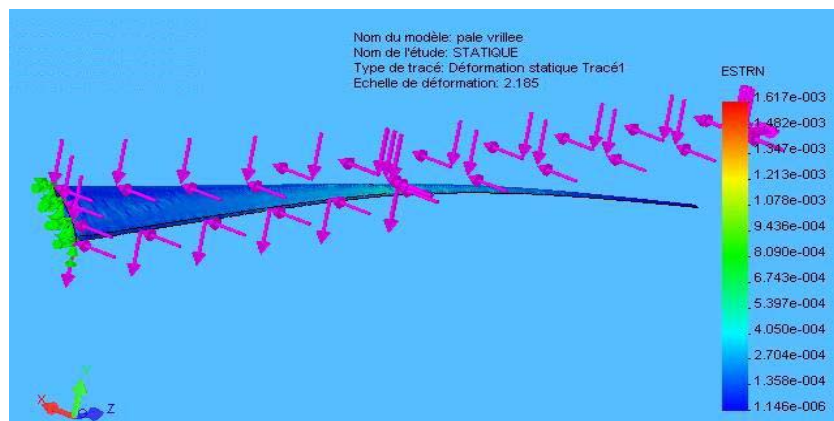 Nom du modèle: pale vrillee
Nom de l'étude: STATIQUE
Type de tracé: Déformation statique Tracé1
Echelle de déformation: 2.185
ESTRN
1.617e-003
1.482e-003
1.347e-003
1.213e-003
1.078e-003
9.436e-004
8.090e-004
6.743e-004
5.397e-004
4.050e-004
2.704e-004
1.358e-004
1.146e-006
Y
X
Z